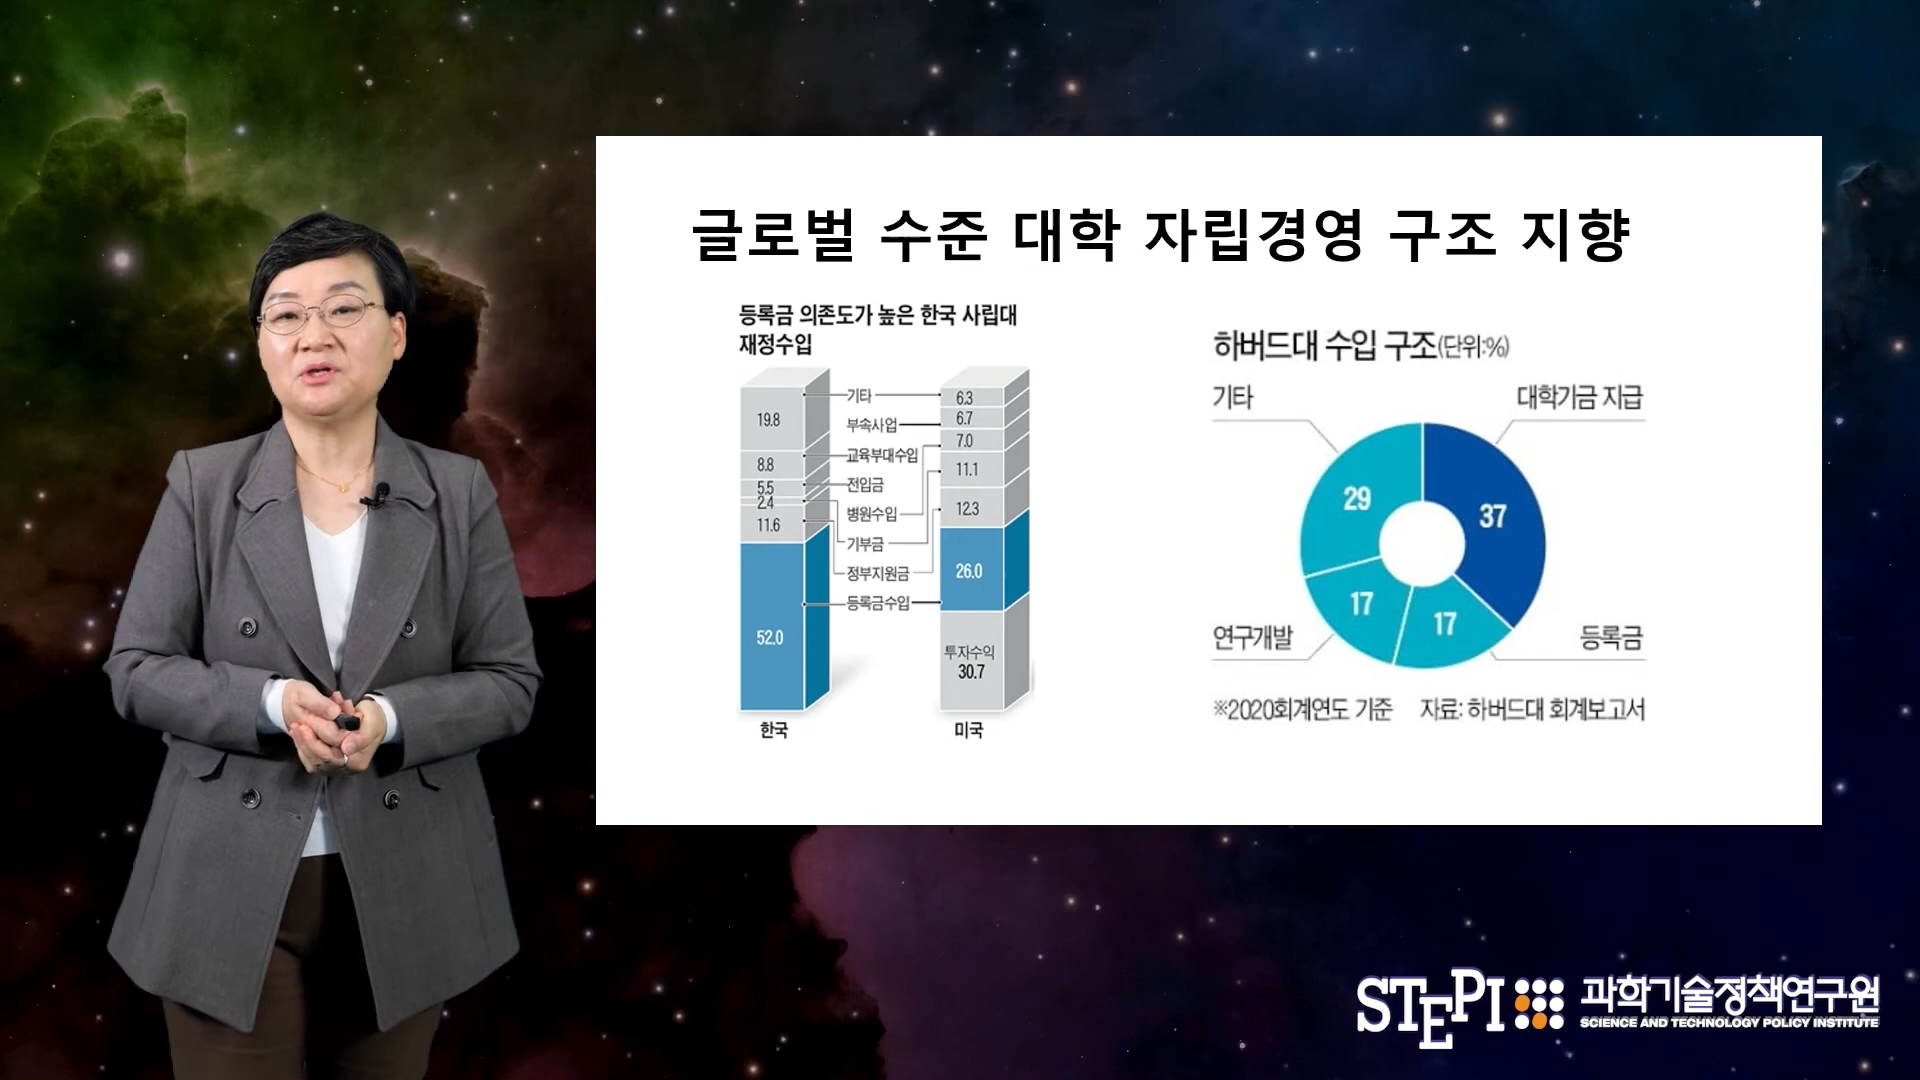 글로벌 수준 대학 자립경영 구조 지향
등록금 의존도가 높은 한국 사립대
재정수입
19.8
8.8
5.5
2.4
11.6
52.0
한국
기타
부속사업
교육부대수입
전입금
병원수입
기부금
정부지원금
등록금수입
6.3
6.7
7.0
11.1
12.3
26.0
투자수익
30.7
미국
하버드대 수입 구조(단위:%)
기타
대학기금 지급
29
37
17
17
연구개발
등록금
※2020회계연도 기준 자료: 하버드대 회계보고서
STEPI 과학기술정책연구원
SCIENCE AND TECHNOLOGY POLICY INSTITUTE